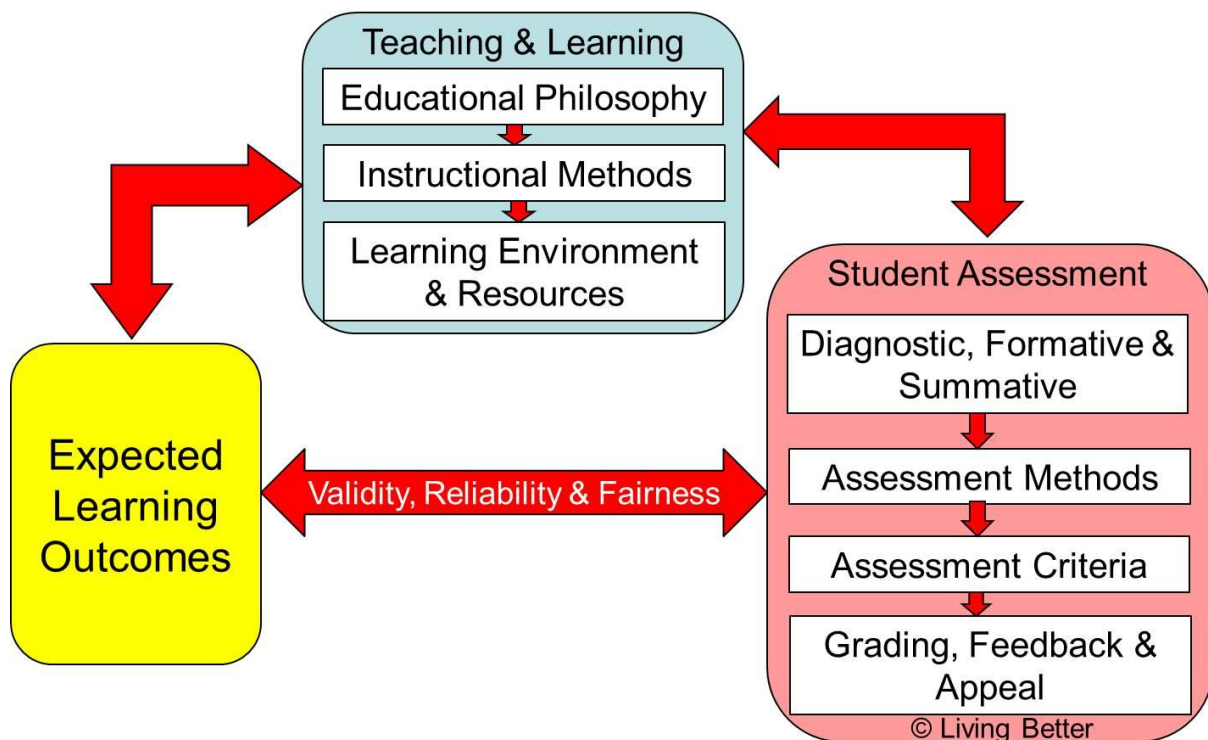 Teaching & Learning
Educational Philosophy
Instructional Methods
Learning Environment
& Resources
Student Assessment
Diagnostic, Formative &
Summative
Assessment Methods
Assessment Criteria
Grading, Feedback &
Appeal
© Living Better
Expected
Learning
Outcomes
Validity, Reliability & Fairness